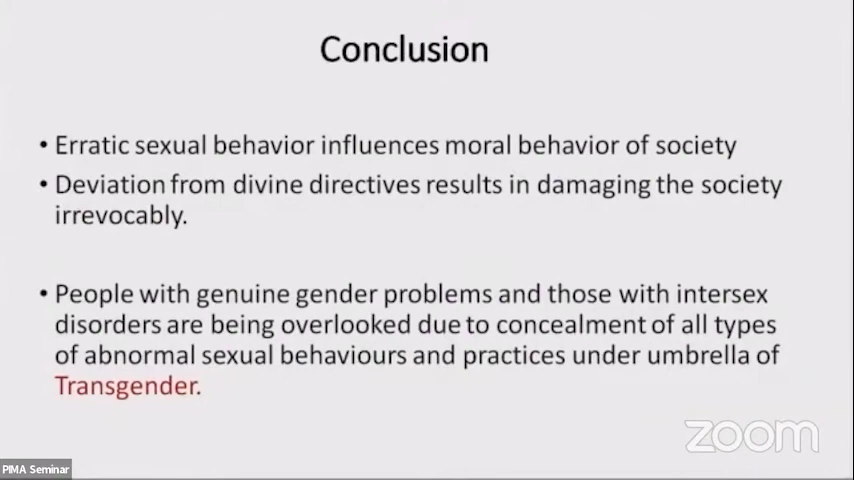 Conclusion
• Erratic sexual behavior influences moral behavior of society
• Deviation from divine directives results in damaging the society
irrevocably.
• People with genuine gender problems and those with intersex
disorders are being overlooked due to concealment of all types
of abnormal sexual behaviours and practices under umbrella of
Transgender.
zoom
PIMA Seminar